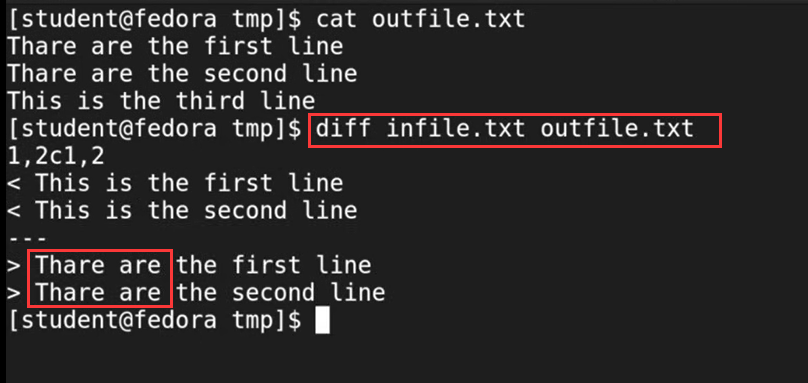 [student@fedora tmp]$ cat outfile.txt
Thare are the first line
Thare are the second line
This is the third line
[student@fedora tmp]$ diff infile.txt outfile.txt
1,2c1,2
< This is the first line
< This is the second line
---
> Thare are the first line
> Thare are the second line
[student@fedora tmp]$